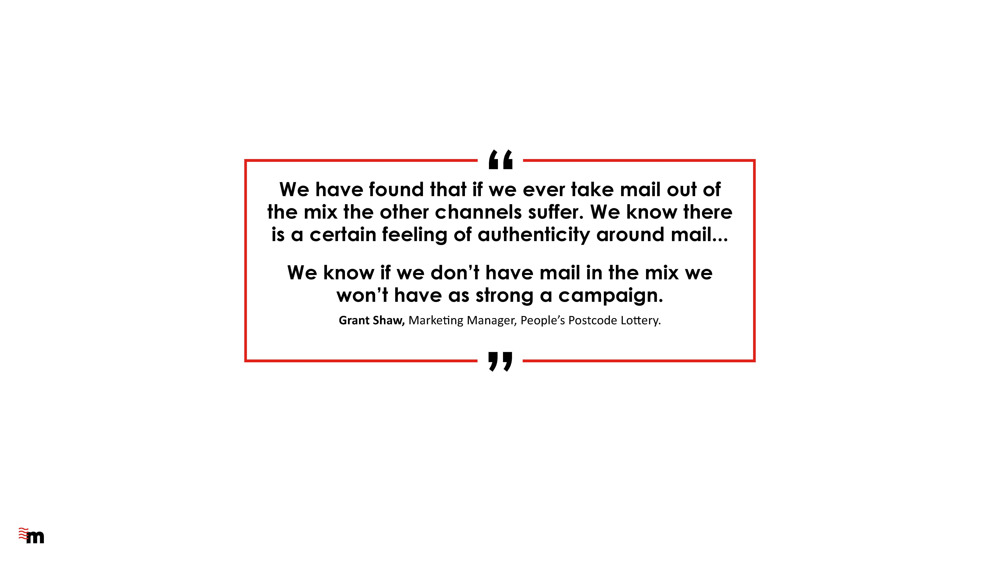 “
We have found that if we ever take mail out of
the mix the other channels suffer. We know there
is a certain feeling of authenticity around mail...
We know if we don’t have mail in the mix we
won’t have as strong a campaign.
Grant Shaw, Marketing Manager, People’s Postcode Lottery.
”
m